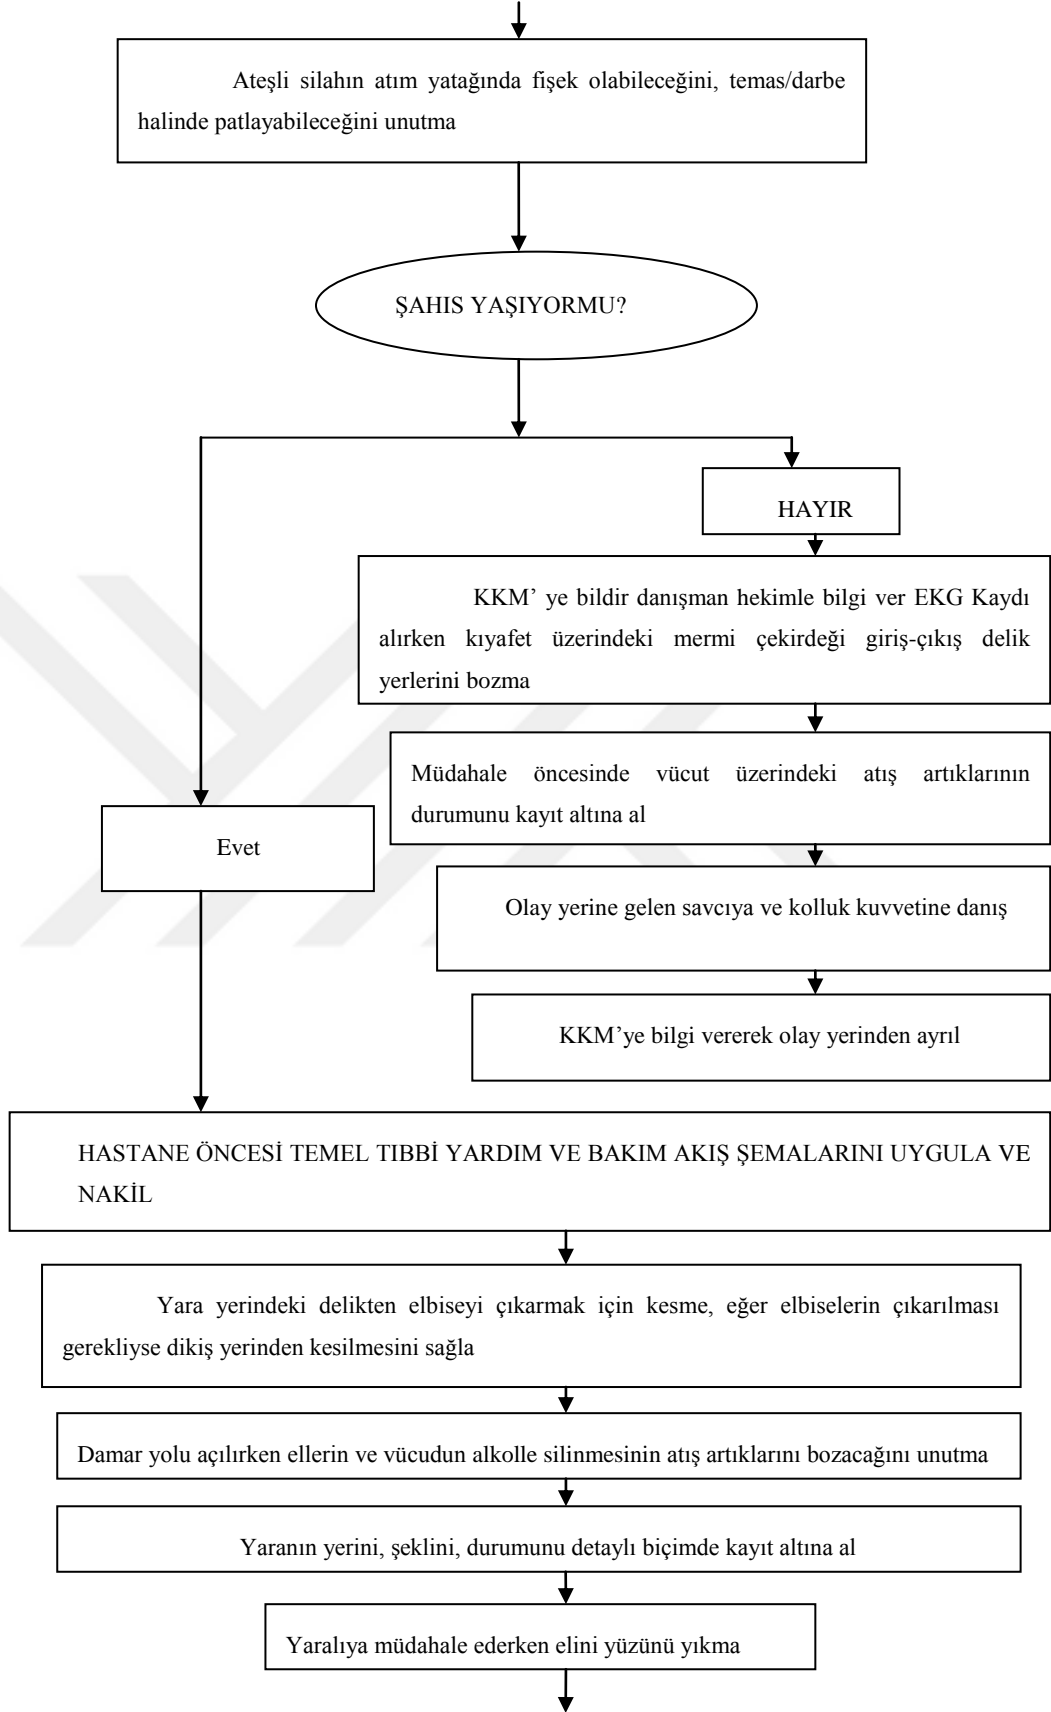 Ateşli silahın atım yatağında fişek olabileceğini, temas/darbe
halinde patlayabileceğini unutma
ŞAHIS YAŞIYORMU?
HAYIR
KKM’ ye bildir danışman hekimle bilgi ver EKG Kaydı
alırken kıyafet üzerindeki mermi çekirdeği giriş-çıkış delik
yerlerini bozma
Müdahale öncesinde vücut üzerindeki atış artıklarının
durumunu kayıt altına al
Evet
Olay yerine gelen savcıya ve kolluk kuvvetine danış
KKM’ye bilgi vererek olay yerinden ayrıl
HASTANE ÖNCESİ TEMEL TIBBİ YARDIM VE BAKIM AKIŞ ŞEMALARINI UYGULA VE
NAKİL
Yara yerindeki delikten elbiseyi çıkarmak için kesme, eğer elbiselerin çıkarılması
gerekliyse dikiş yerinden kesilmesini sağla
Damar yolu açılırken ellerin ve vücudun alkolle silinmesinin atış artıklarını bozacağını unutma
Yaranın yerini, şeklini, durumunu detaylı biçimde kayıt altına al
Yaralıya müdahale ederken elini yüzünü yıkma